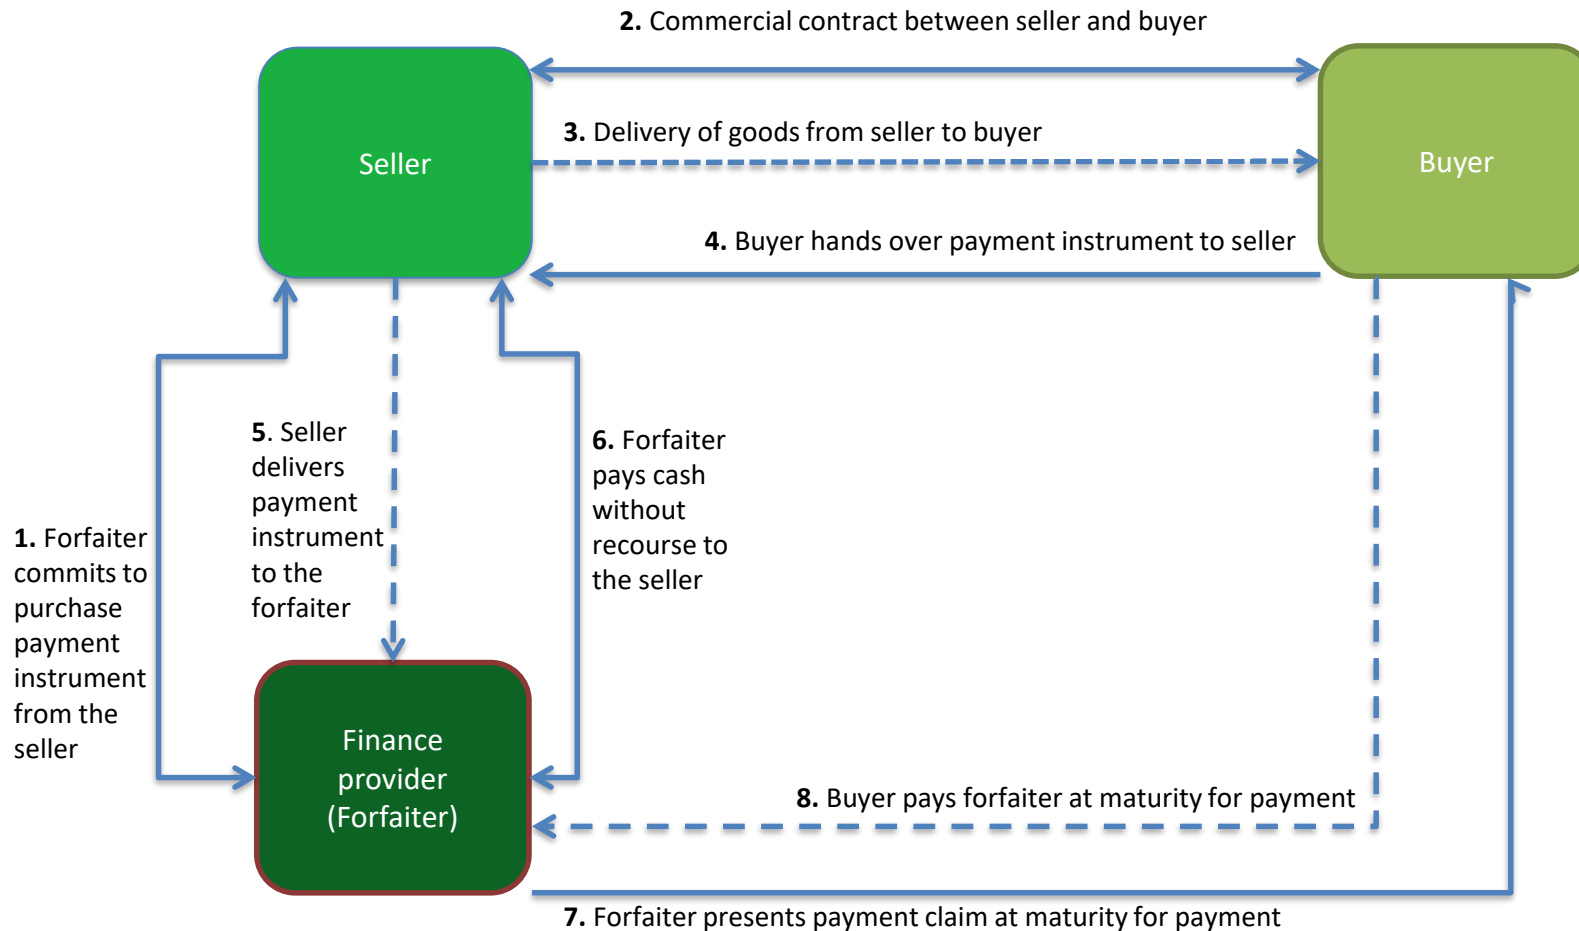 2. Commercial contract between seller and buyer
3. Delivery of goods from seller to buyer
Seller
Buyer
4. Buyer hands over payment instrument to seller
5. Seller
delivers
payment
instrument
to the
forfaiter
6. Forfaiter
pays cash
without
recourse to
the seller
1. Forfaiter
commits to
purchase
payment
instrument
from the
seller
Finance
provider
(Forfaiter)
8. Buyer pays forfaiter at maturity for payment
7. Forfaiter presents payment claim at maturity for payment